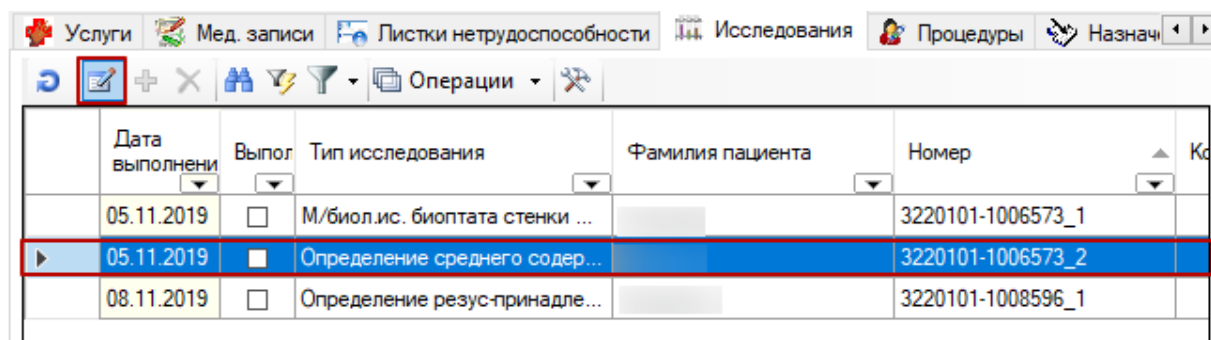 Услуги Мед. записи Листки нетрудоспособности Исследования Процедуры Назнач
Операции
Дата выполнени Выпол Тип исследования Фамилия пациента Номер Ко
05.11.2019 М/биол.ис. биоптата стенки ... 3220101-1006573_1
05.11.2019 Определение среднего содер... 3220101-1006573_2
08.11.2019 Определение резус-принадле... 3220101-1008596_1